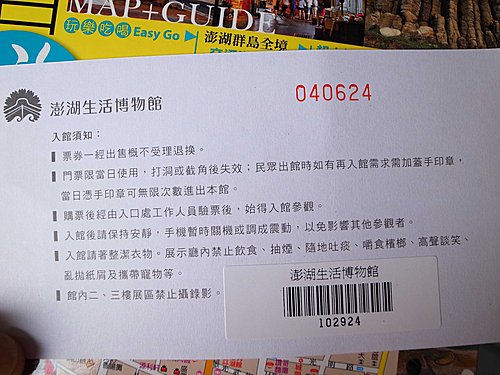 MAP+GUIDE
玩樂吃喝 Easy Go
澎湖群島全境
澎湖生活博物館
040624
入館須知：
票券一經出售概不受理退換。
門票限當日使用，打洞或截角後失效；民眾出館時如有再入館需求需加蓋手印章，
當日憑手印章可無限次數進出本館。
購票後經由入口處工作人員驗票後，始得入館參觀。
入館後請保持安靜，手機暫時關機或調成震動，以免影響其他參觀者。
入館請著整潔衣物。展示廳內禁止飲食、抽煙、隨地吐痰、嚼食檳榔、高聲談笑、
亂拋紙屑及攜帶寵物等。
館內二、三樓展區禁止攝錄影。
澎湖生活博物館
102924